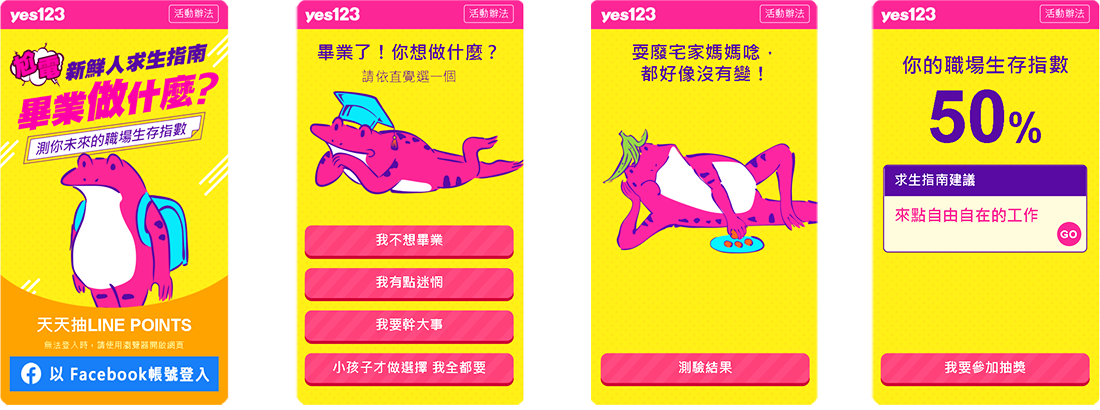 yes123
活動辦法
尬電
新鮮人求生指南
畢業做什麼?
測你未來的職場生存指數
天天抽LINE POINTS
無法登入時，請使用瀏覽器開啟網頁
以 Facebook帳號登入
yes123
活動辦法
畢業了！你想做什麼？
請依直覺選一個
我不想畢業
我有點迷惘
我要幹大事
小孩子才做選擇 我全都要
yes123
活動辦法
耍廢宅家媽媽唸，
都好像沒有變！
測驗結果
yes123
活動辦法
你的職場生存指數
50%
求生指南建議
來點自由自在的工作
GO
我要參加抽獎